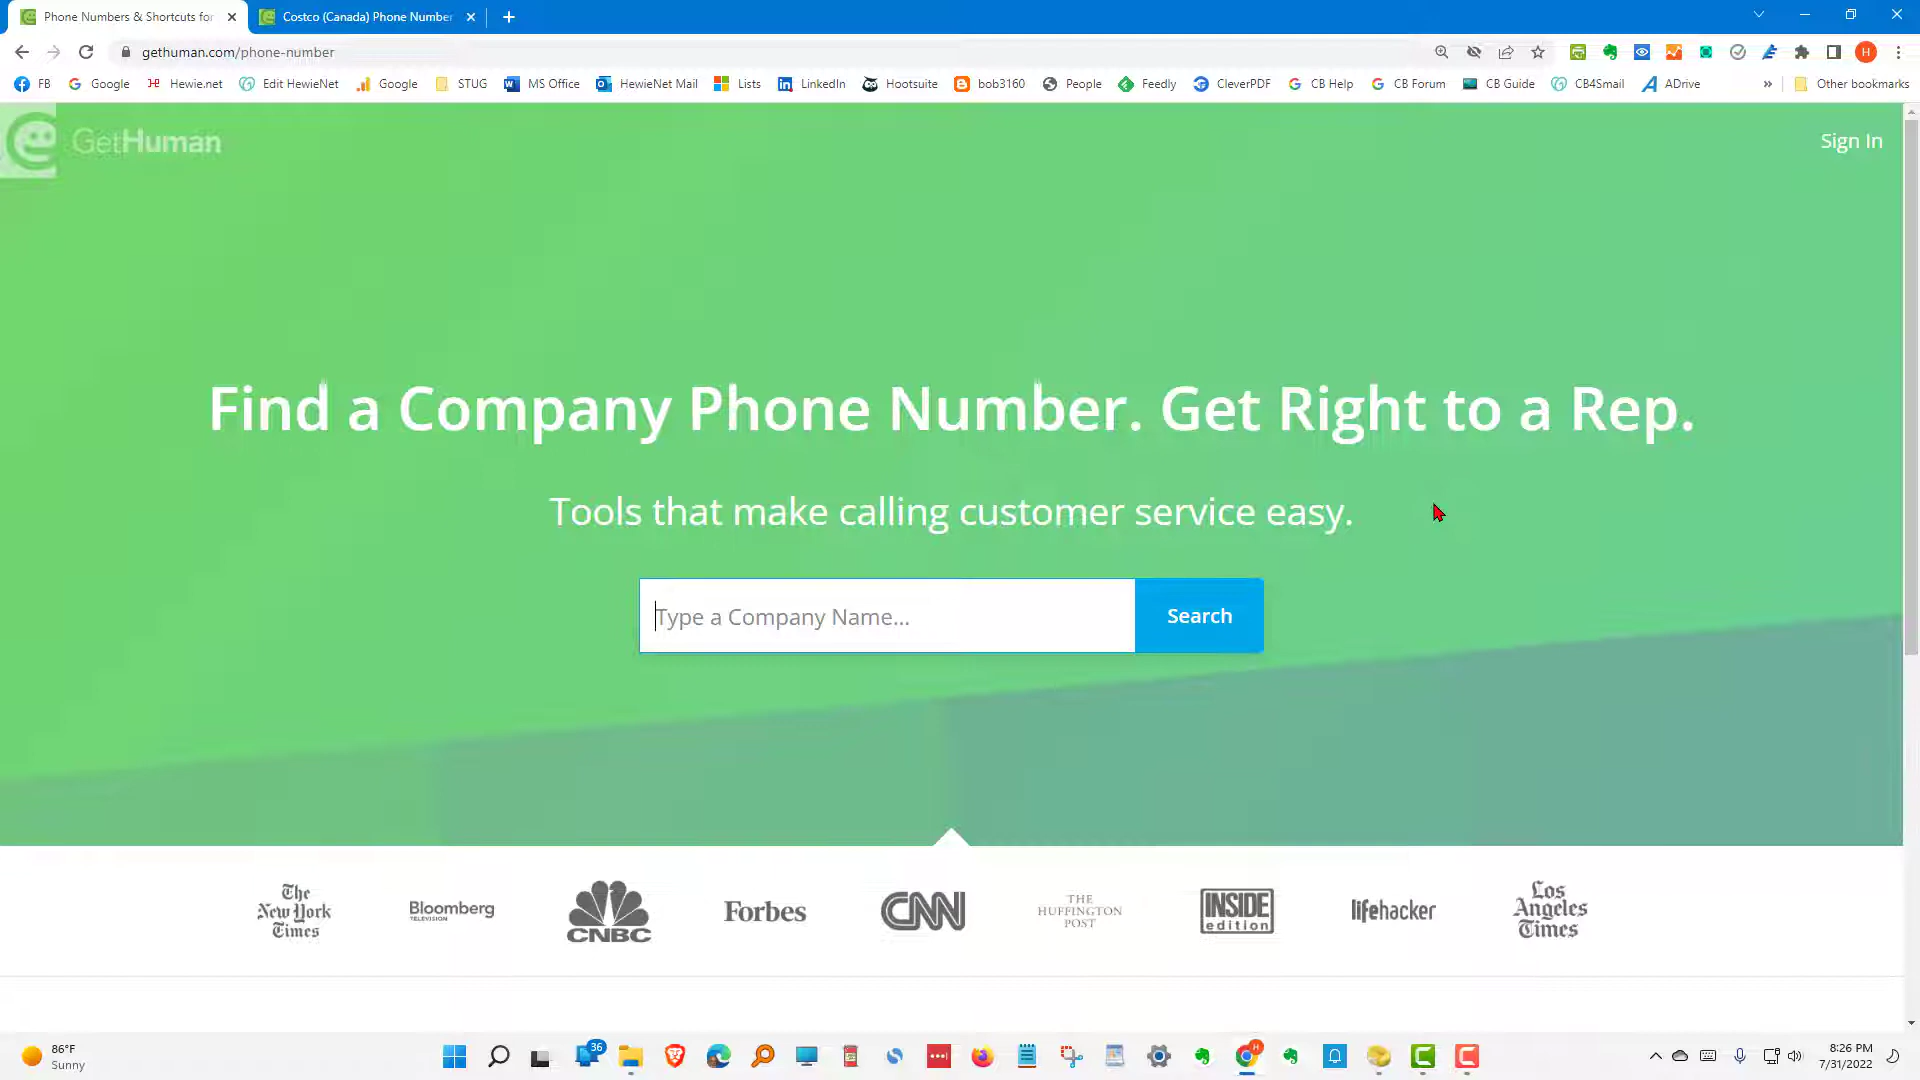 Phone Numbers & Shortcuts for
Costco (Canada) Phone Number
gethuman.com/phone-number
H
FB
Google
Hewie.net
Edit HewieNet
Google
STUG
MS Office
HewieNet Mail
Lists
LinkedIn
Hootsuite
bob3160
People
Feedly
CleverPDF
CB Help
CB Forum
CB Guide
CB4Smail
ADrive
Other bookmarks
GetHuman
Sign In
Find a Company Phone Number. Get Right to a Rep.
Tools that make calling customer service easy.
Type a Company Name...
Search
The
New York
Times
Bloomberg
TELEVISION
CNBC
Forbes
CNN
THE
HUFFINGTON
POST
INSIDE
edition
lifehacker
Los
Angeles
Times
86°F
Sunny
36
8:26 PM
7/31/2022